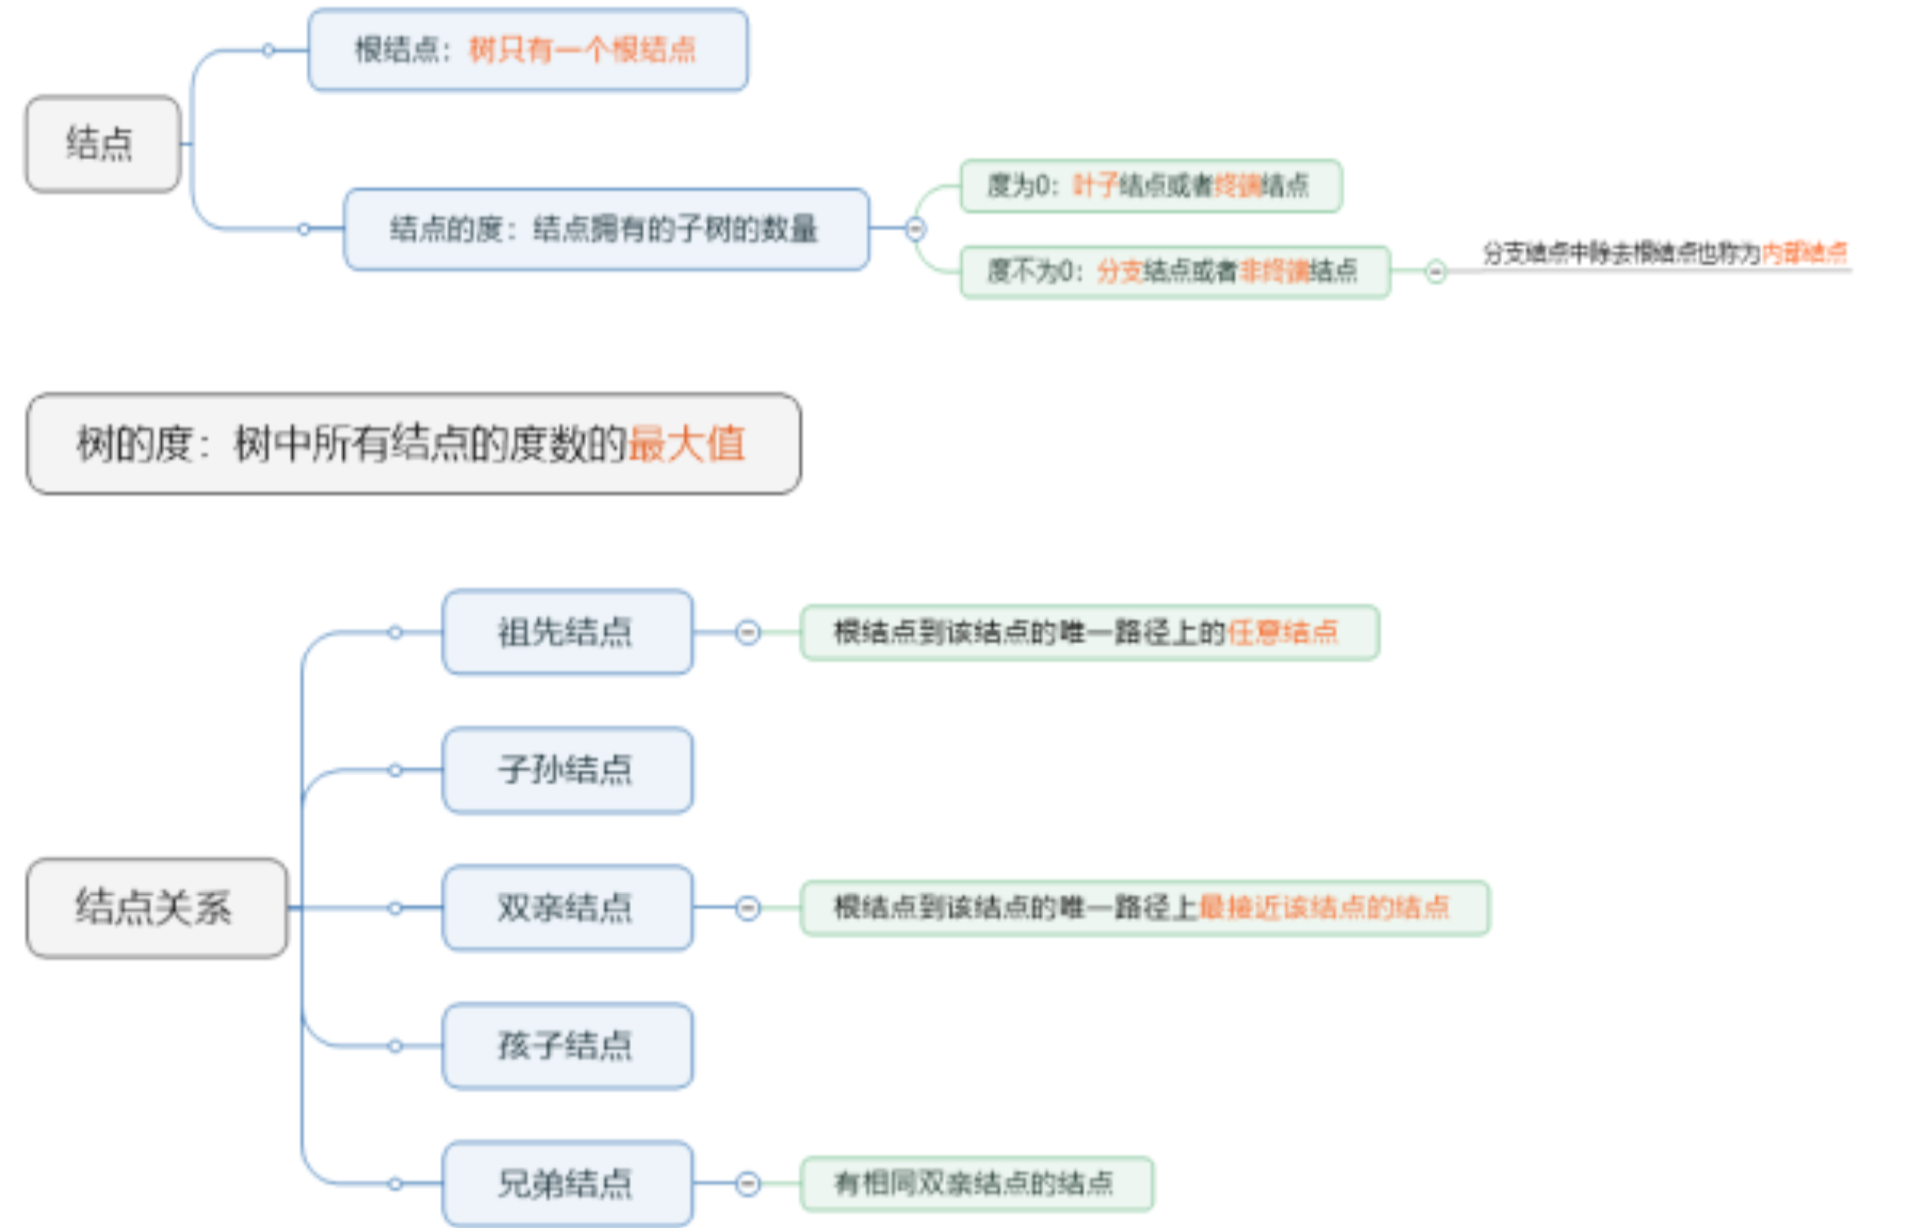 结点
根结点：树只有一个根结点
结点的度：结点拥有的子树的数量
度为0：叶子结点或者终端结点
度不为0：分支结点或者非终端结点
分支结点中除去根结点也称为内部结点
树的度：树中所有结点的度数的最大值
结点关系
祖先结点
根结点到该结点的唯一路径上的任意结点
子孙结点
双亲结点
根结点到该结点的唯一路径上最接近该结点的结点
孩子结点
兄弟结点
有相同双亲结点的结点